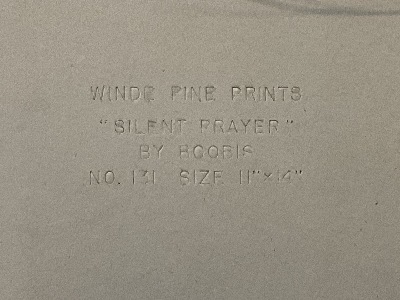 WINDE FINE PRINTS
"SILENT PRAYER"
BY BOOBIS
NO. 131 SIZE 11"x14"